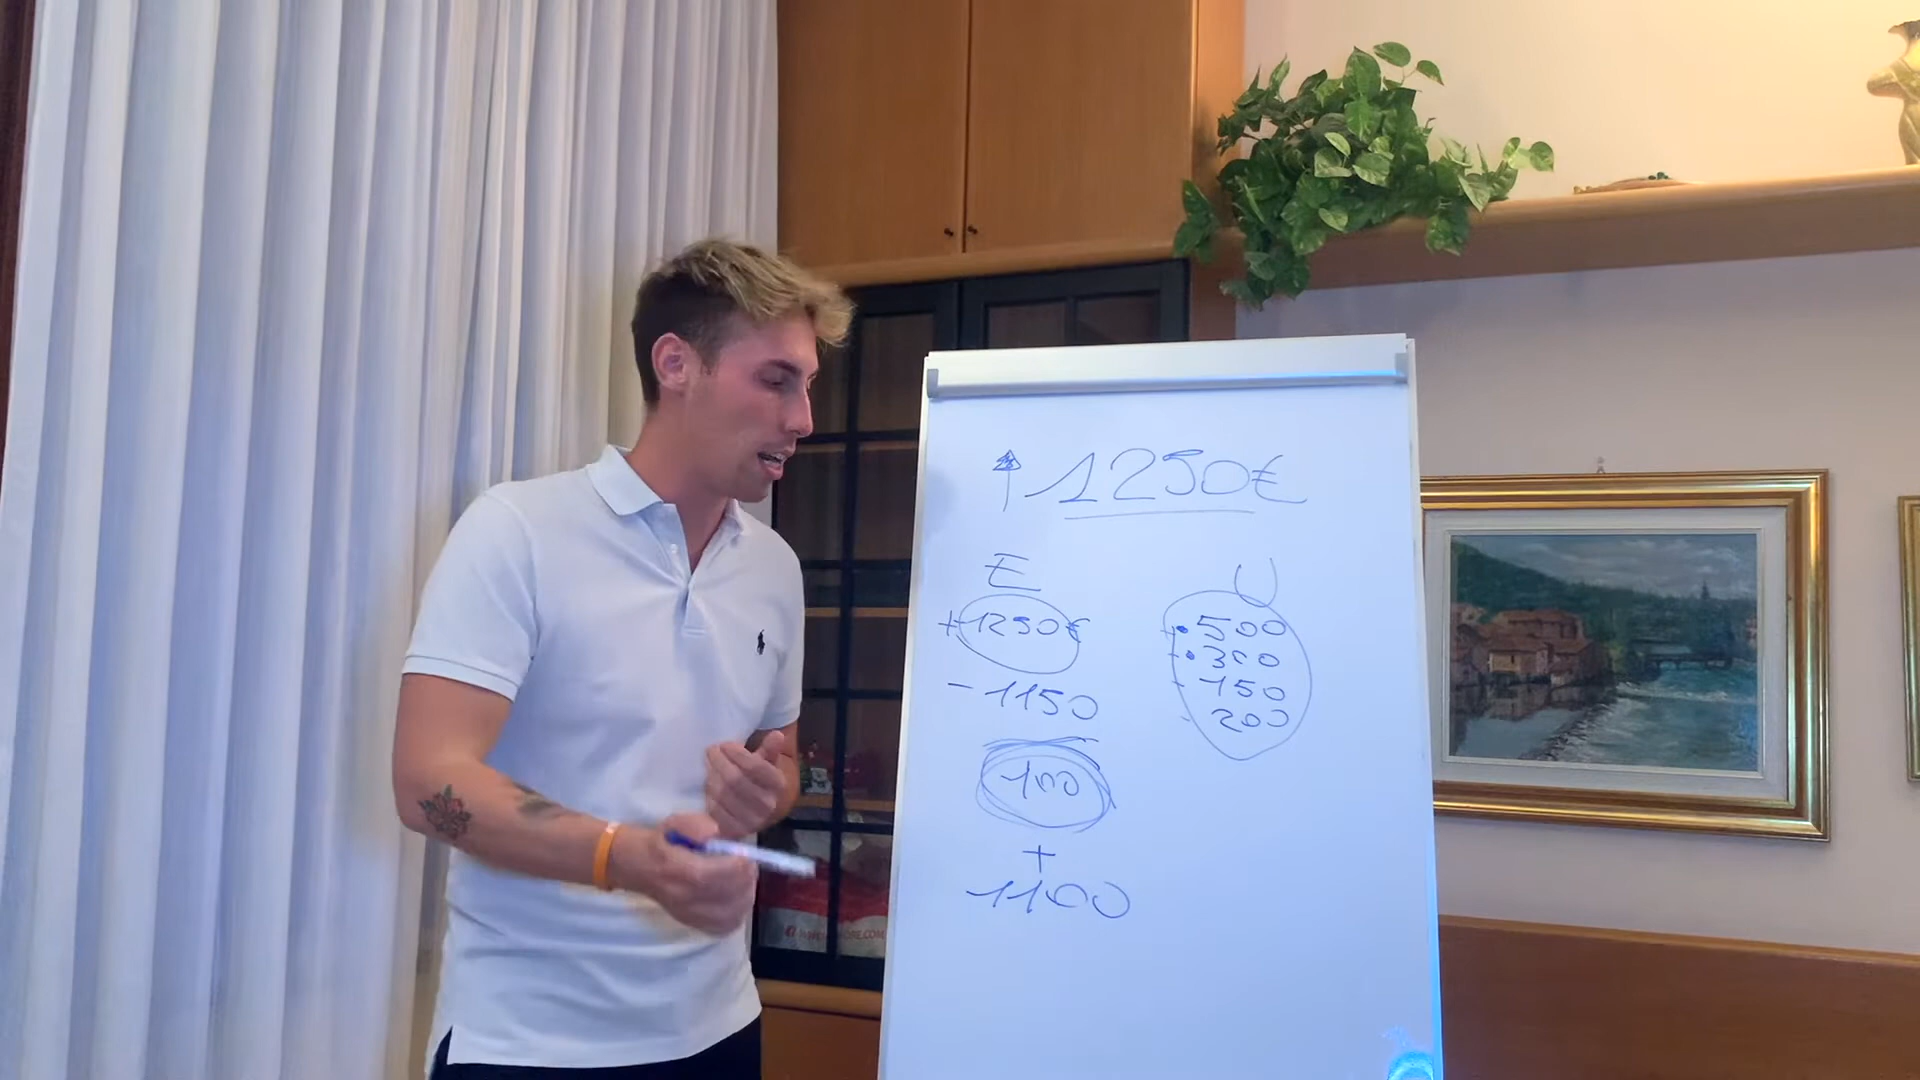 ↑ 1250€
E
+1250€
-1150
100
+
1100
U
- • 500
- • 300
- 150
- 200